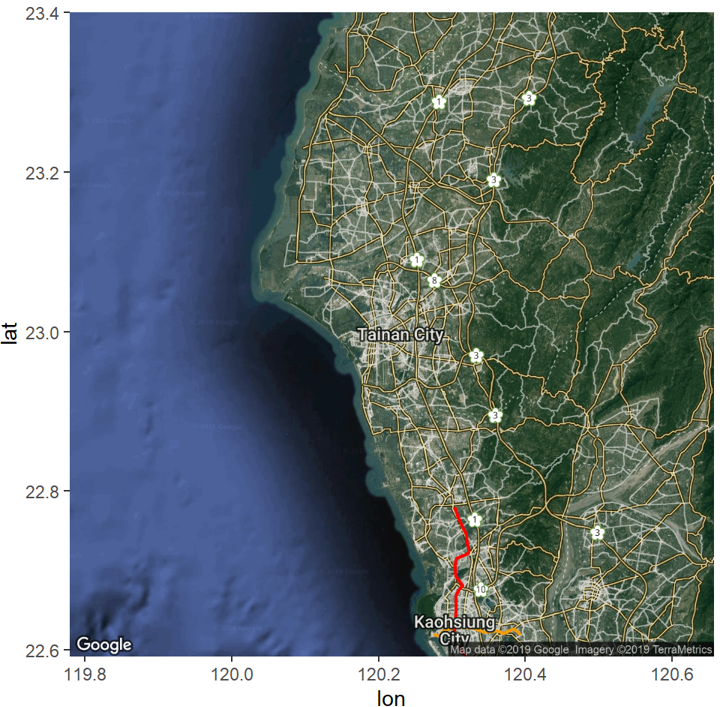 23.4
23.2
23.0
22.8
22.6
lat
1
3
3
1
8
Tainan City
3
3
1
3
10
Kaohsiung
City
Google
Map data ©2019 Google Imagery ©2019 TerraMetrics
119.8 120.0 120.2 120.4 120.6
lon